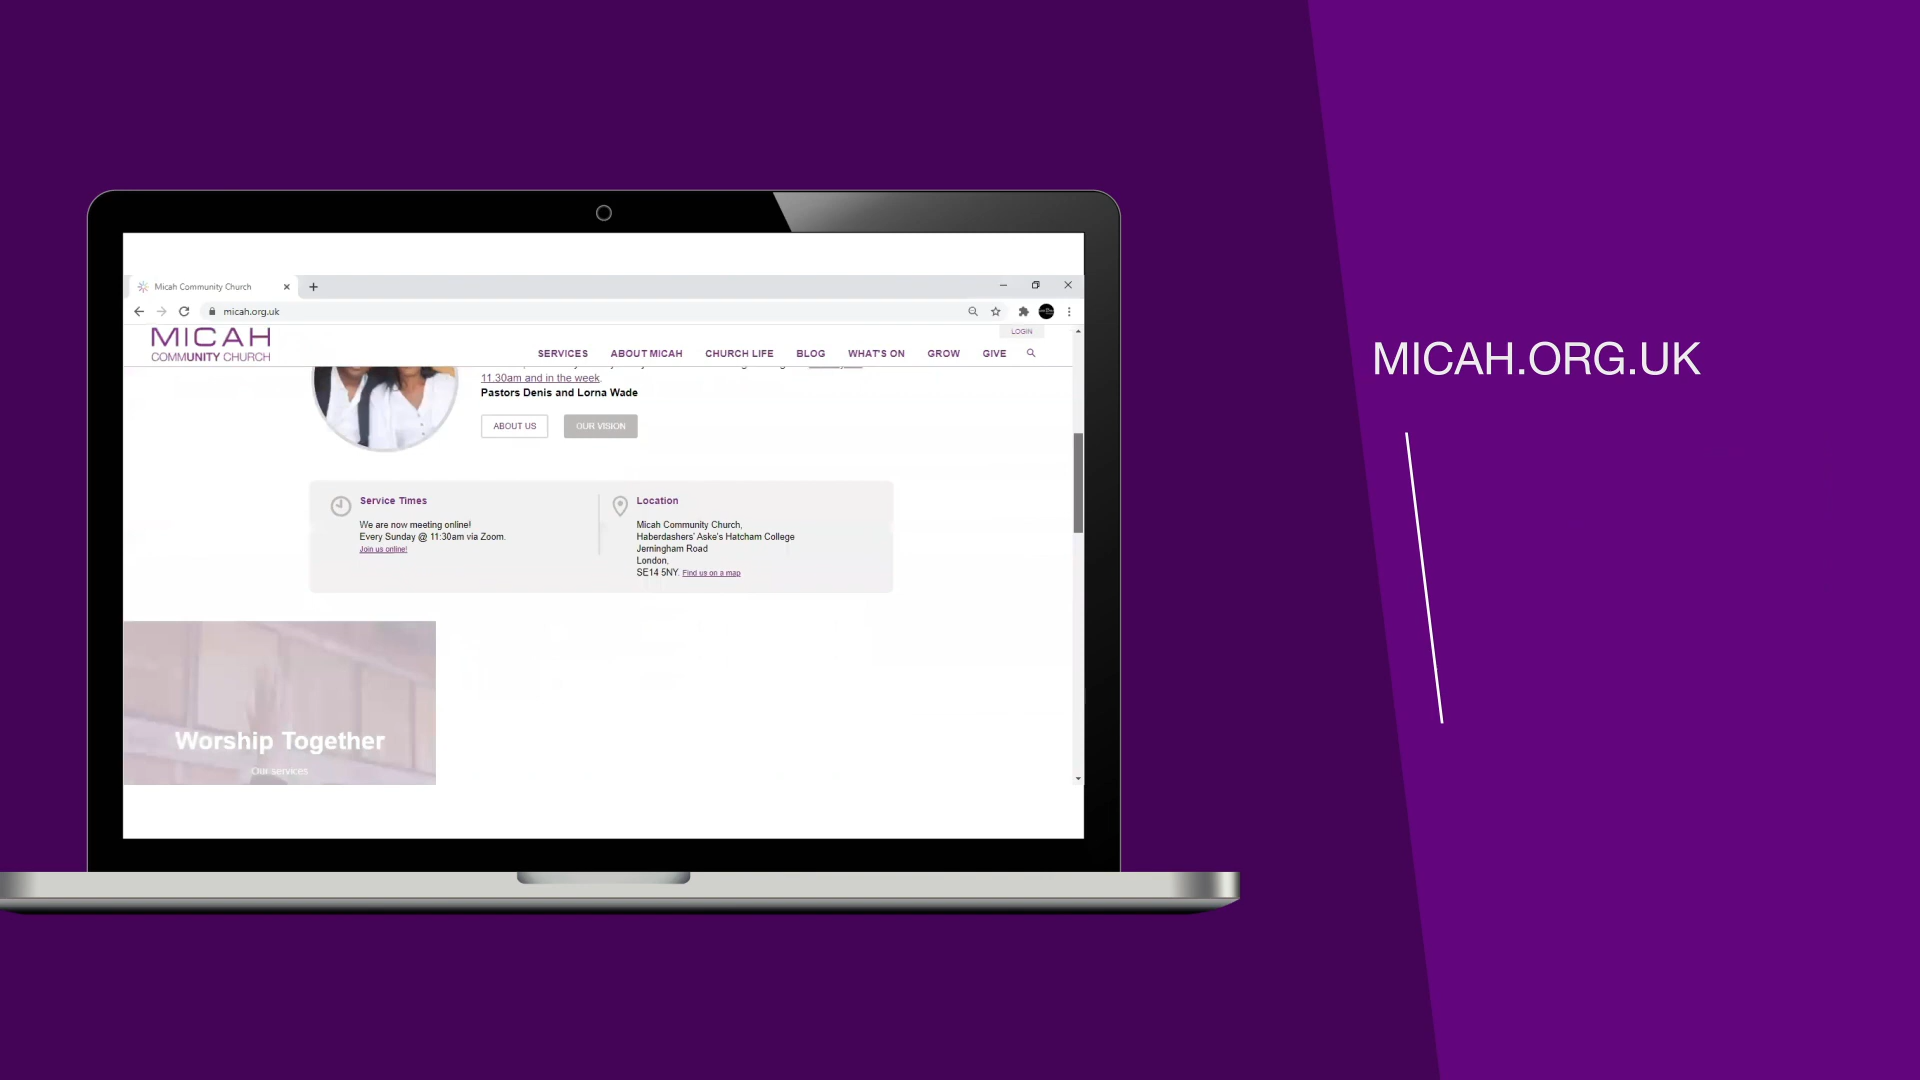 Micah Community Church
micah.org.uk
LOGIN
MICAH
COMMUNITY CHURCH
SERVICES ABOUT MICAH CHURCH LIFE BLOG WHAT'S ON GROW GIVE
11.30am and in the week.
Pastors Denis and Lorna Wade
ABOUT US OUR VISION
Service Times
We are now meeting online!
Every Sunday @ 11:30am via Zoom.
Join us online!
Location
Micah Community Church,
Haberdashers' Aske's Hatcham College
Jerningham Road
London,
SE14 5NY. Find us on a map
Worship Together
Our services
MICAH.ORG.UK